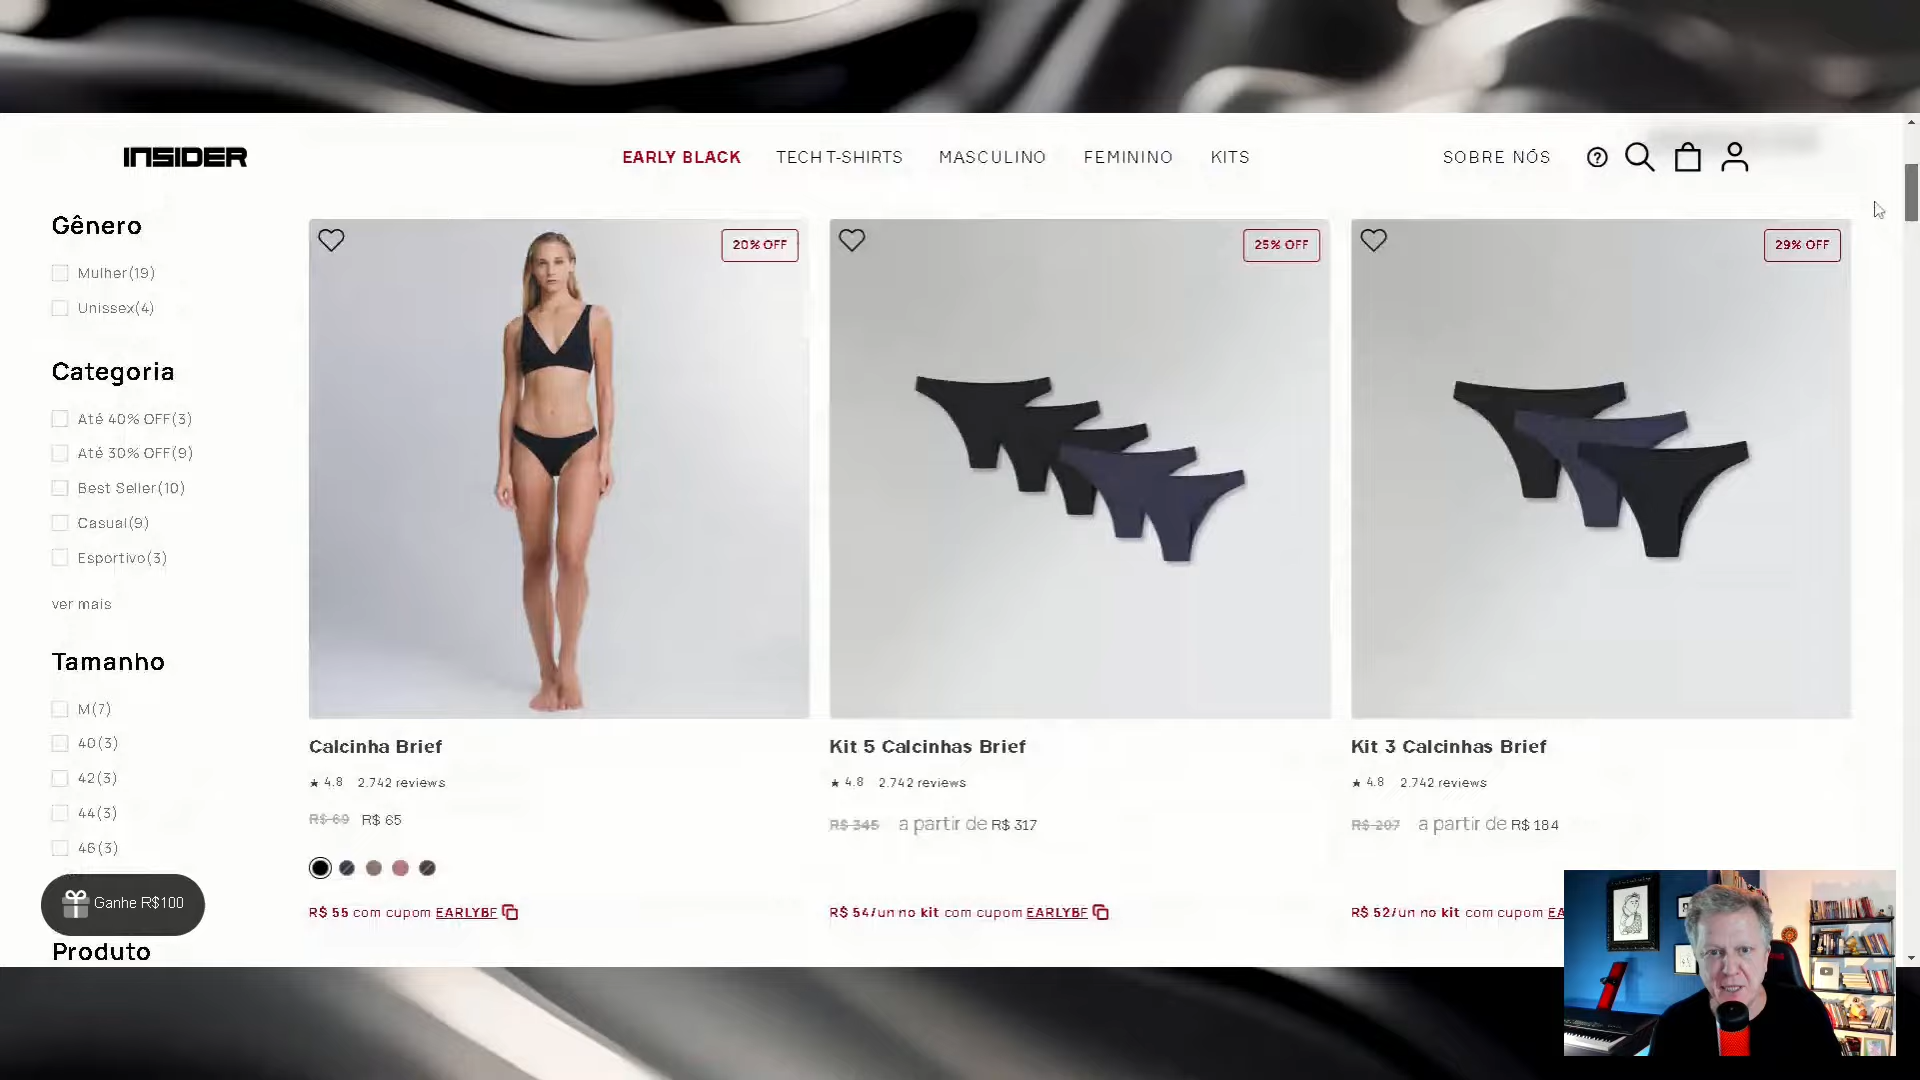 INSIDER
EARLY BLACK
TECH T-SHIRTS
MASCULINO
FEMININO
KITS
SOBRE NÓS
Gênero
Mulher(19)
Unissex(4)
Categoria
Até 40% OFF(3)
Até 30% OFF(9)
Best Seller(10)
Casual(9)
Esportivo(3)
ver mais
Tamanho
M(7)
40(3)
42(3)
44(3)
46(3)
Ganhe R$100
Produto
20% OFF
Calcinha Brief
★ 4.8 2.742 reviews
R$ 69 R$ 65
R$ 55 com cupom EARLYBF
25% OFF
Kit 5 Calcinhas Brief
★ 4.8 2.742 reviews
R$ 345 a partir de R$ 317
R$ 54/un no kit com cupom EARLYBF
29% OFF
Kit 3 Calcinhas Brief
★ 4.8 2.742 reviews
R$ 207 a partir de R$ 184
R$ 52/un no kit com cupom EA